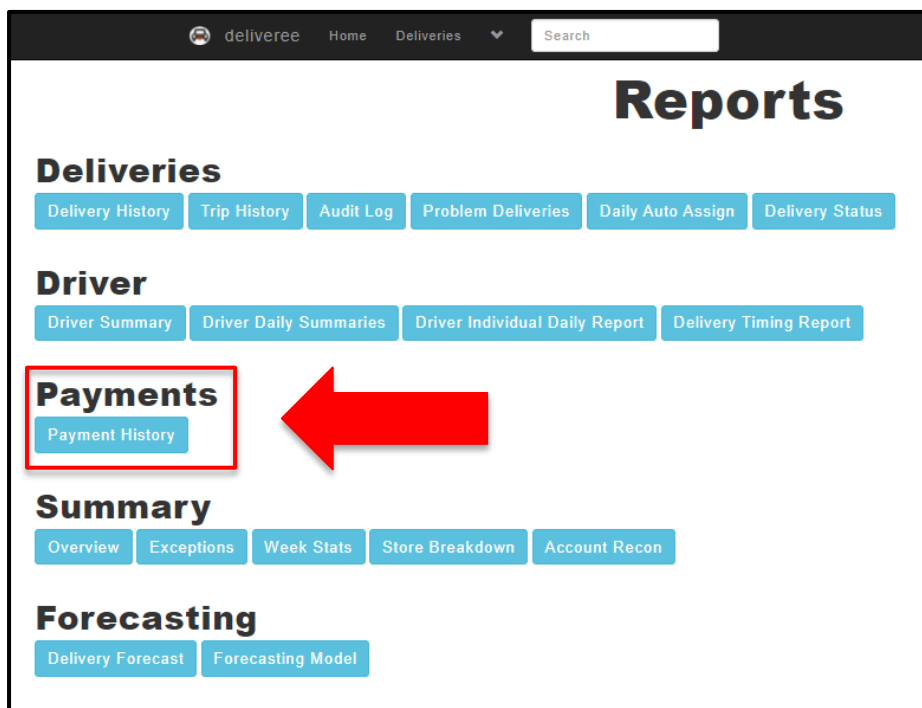 deliveree Home Deliveries Search
Reports
Deliveries
Delivery History Trip History Audit Log Problem Deliveries Daily Auto Assign Delivery Status
Driver
Driver Summary Driver Daily Summaries Driver Individual Daily Report Delivery Timing Report
Payments
Payment History
Summary
Overview Exceptions Week Stats Store Breakdown Account Recon
Forecasting
Delivery Forecast Forecasting Model